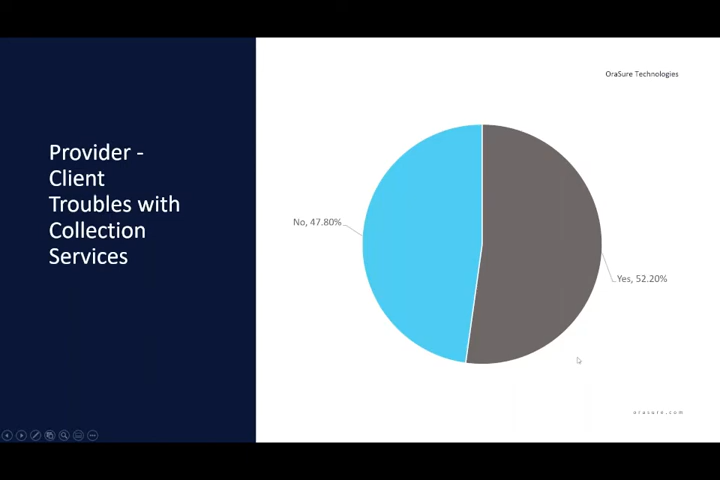 OraSure Technologies
Provider -
Client
Troubles with
Collection
Services
No, 47.80%
Yes, 52.20%
orasure.com